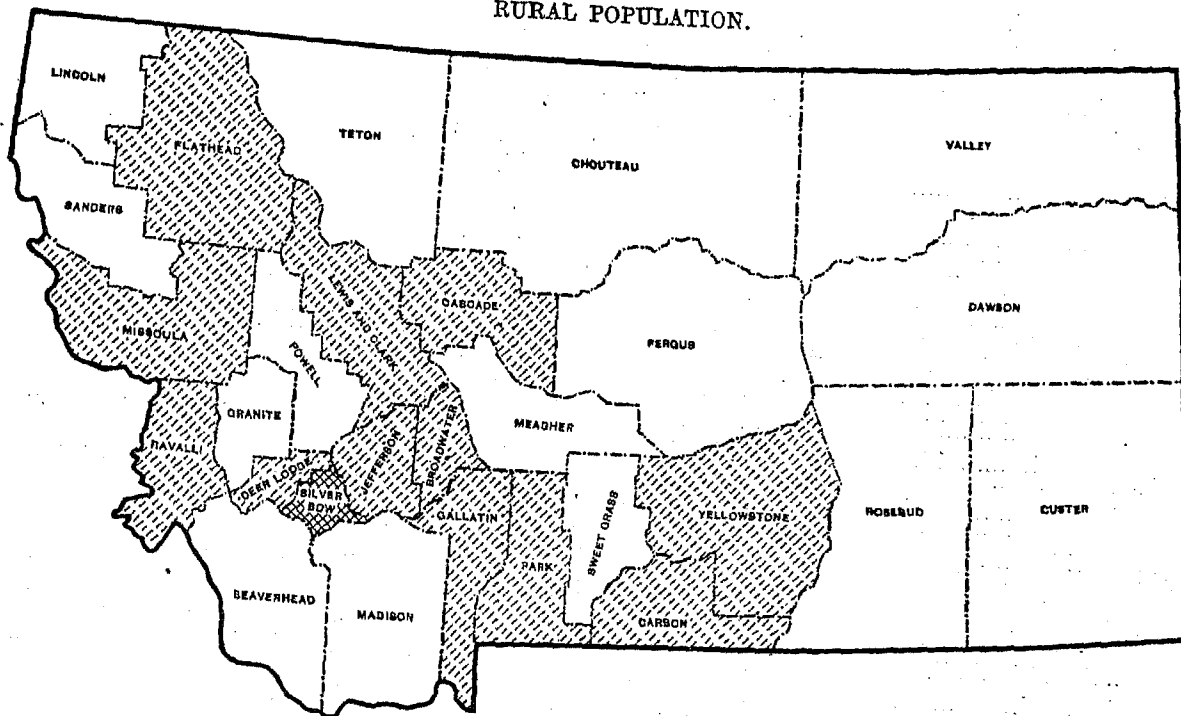 RURAL POPULATION.
LINCOLN
TETON
FLATHEAD
CHOUTEAU
VALLEY
SANDERS
LEWIS AND CLARK
CASCADE
DAWSON
MISSOULA
POWELL
FERGUS
GRANITE
MEAGHER
RAVALLI
JEFFERSON
BROADWATER
DEER LODGE
SILVER
BOW
GALLATIN
SWEET GRASS
YELLOWSTONE
ROSEBUD
CUSTER
PARK
BEAVERHEAD
MADISON
CARBON